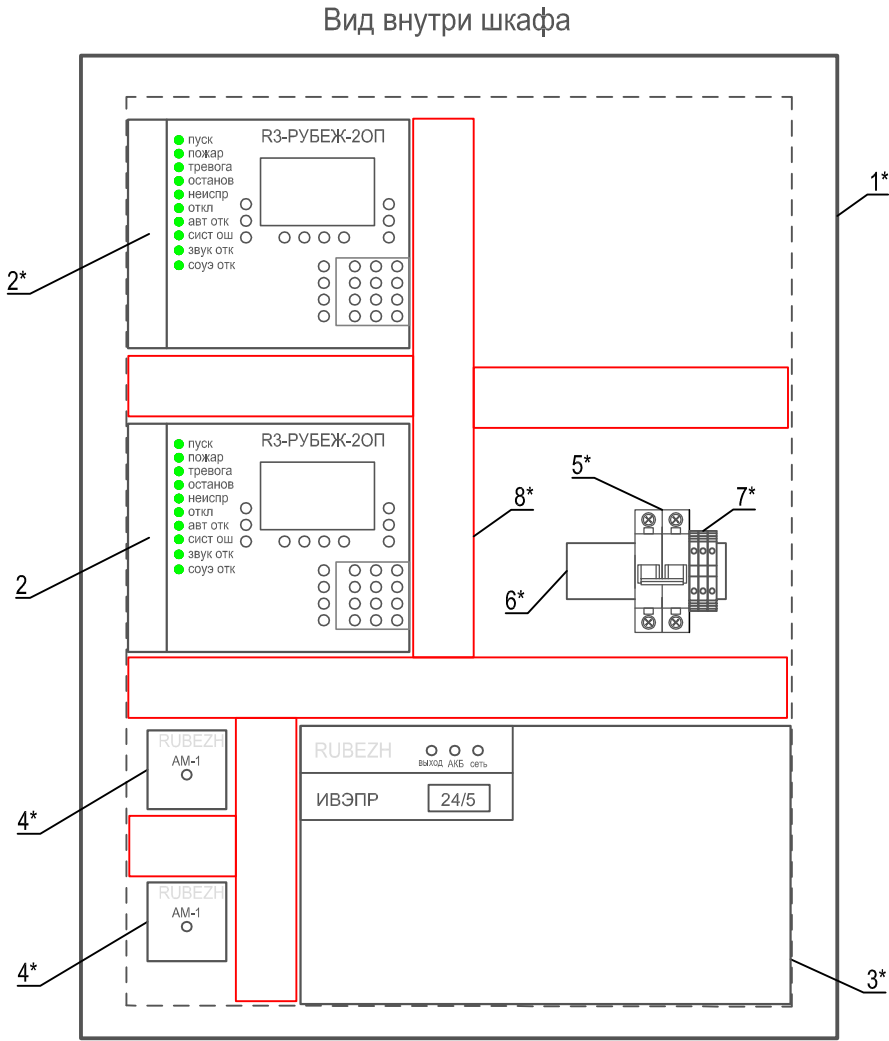 Вид внутри шкафа
R3-РУБЕЖ-2ОП
пуск
пожар
тревога
останов
неиспр
откл
авт отк
сист ош
звук отк
соуэ отк
1*
2*
R3-РУБЕЖ-2ОП
пуск
пожар
тревога
останов
неиспр
откл
авт отк
сист ош
звук отк
соуэ отк
5*
7*
8*
2
6*
RUBEZH
АМ-1
4*
RUBEZH
выход АКБ сеть
ИВЭПР 24/5
RUBEZH
АМ-1
4*
3*